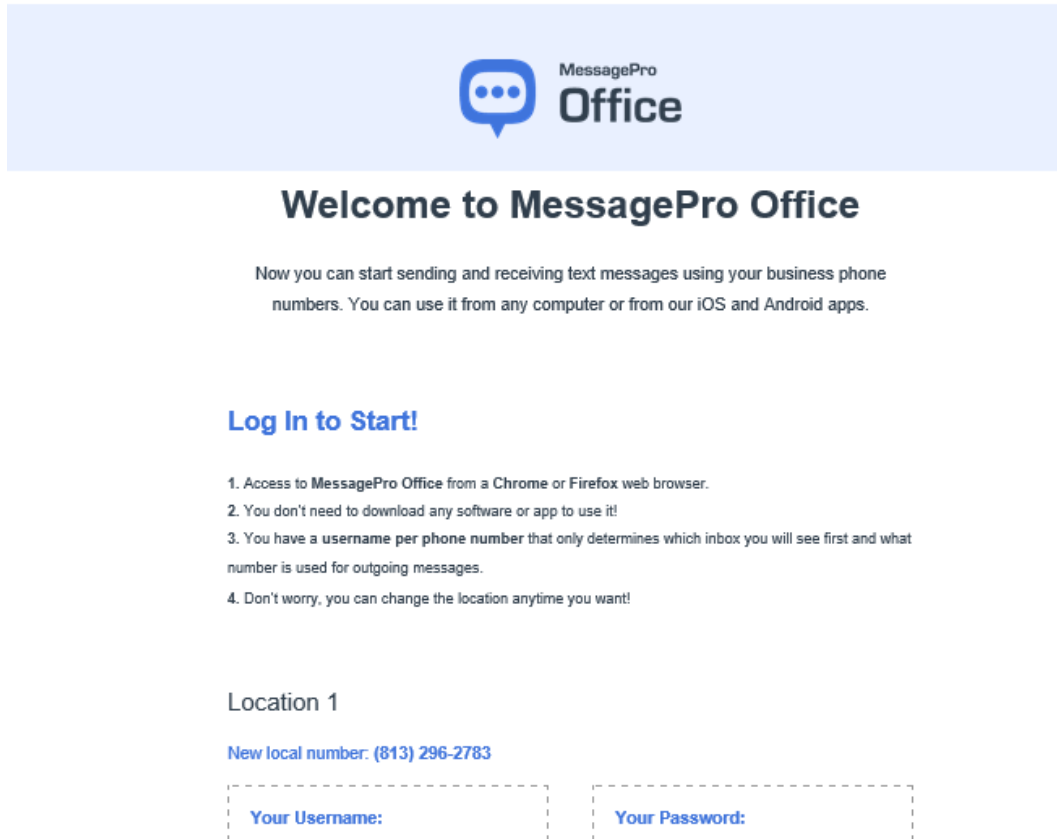 MessagePro
Office
Welcome to MessagePro Office
Now you can start sending and receiving text messages using your business phone
numbers. You can use it from any computer or from our iOS and Android apps.
Log In to Start!
1. Access to MessagePro Office from a Chrome or Firefox web browser.
2. You don't need to download any software or app to use it!
3. You have a username per phone number that only determines which inbox you will see first and what
number is used for outgoing messages.
4. Don't worry, you can change the location anytime you want!
Location 1
New local number: (813) 296-2783
Your Username: Your Password: